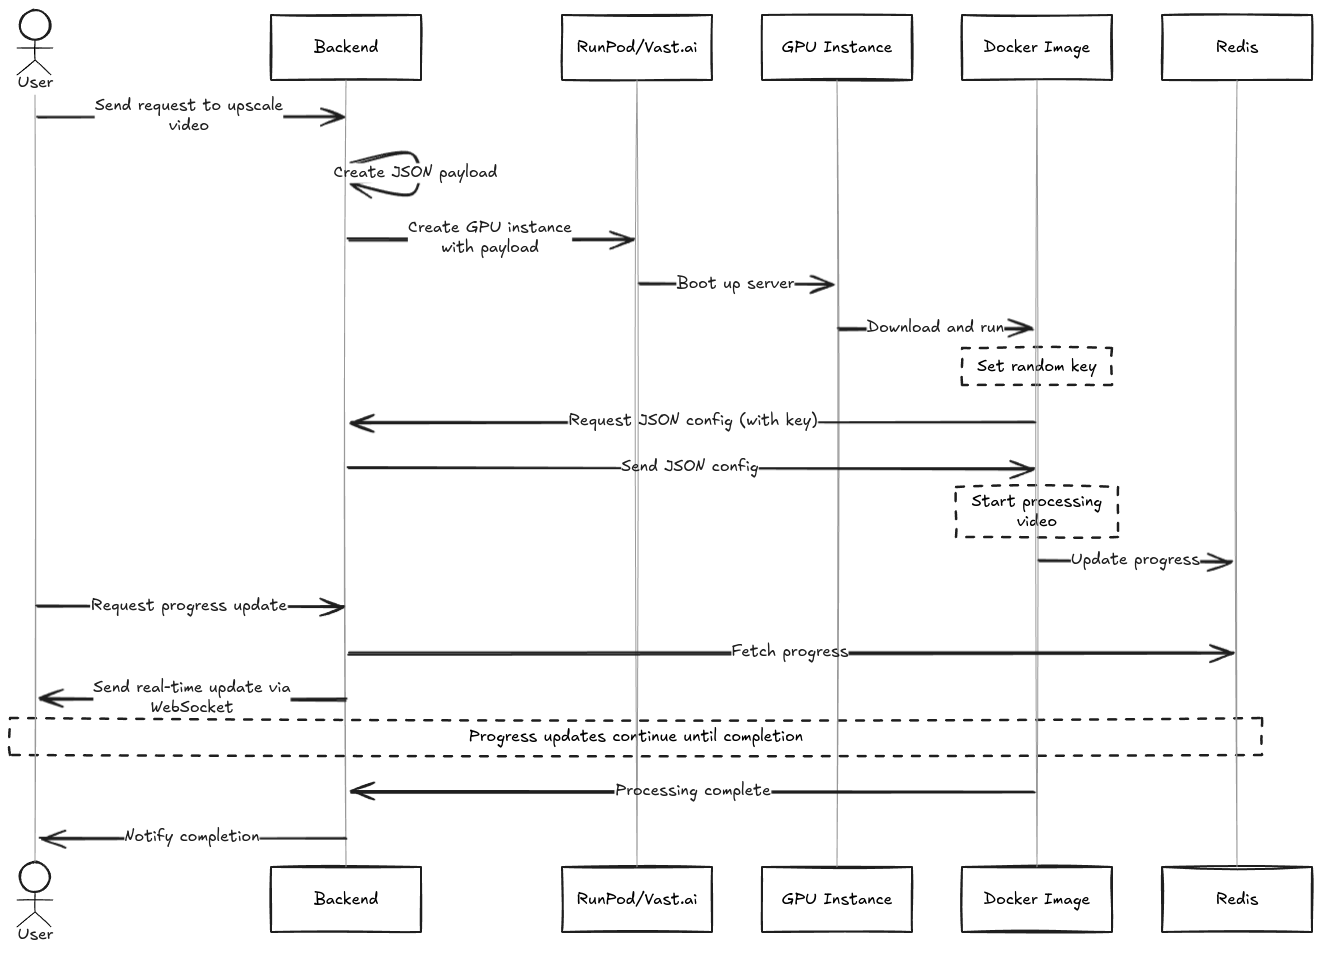 Backend
RunPod/Vast.ai
GPU Instance
Docker Image
Redis
User
Send request to upscale
video
Create JSON payload
Create GPU instance
with payload
Boot up server
Download and run
Set random key
Request JSON config (with key)
Send JSON config
Start processing
video
Update progress
Request progress update
Fetch progress
Send real-time update via
WebSocket
Progress updates continue until completion
Processing complete
Notify completion
Backend
RunPod/Vast.ai
GPU Instance
Docker Image
Redis
User